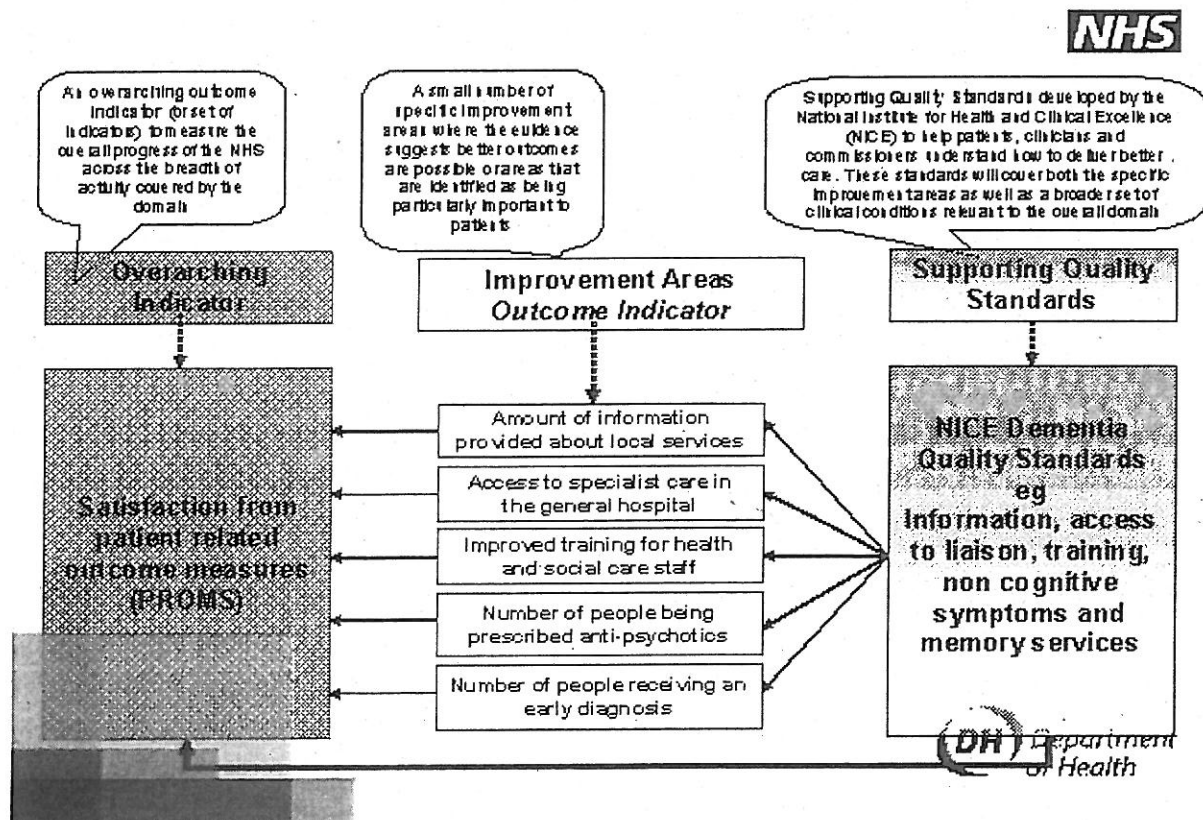 NHS
An overarching outcome
indicator (or set of
indicators) to measure the
overall progress of the NHS
across the breadth of
activity covered by the
domain
A small number of
specific improvement
areas where the evidence
suggests better outcomes
are possible or areas that
are identified as being
particularly important to
patients
Supporting Quality Standards developed by the
National Institute for Health and Clinical Excellence
(NICE) to help patients, clinicians and
commissioners understand how to deliver better
care. These standards will cover both the specific
improvement areas as well as a broader set of
clinical conditions relevant to the overall domain
Overarching
Indicator
Improvement Areas
Outcome Indicator
Supporting Quality
Standards
Satisfaction from
patient related
outcome measures
(PROMS)
Amount of information
provided about local services
Access to specialist care in
the general hospital
Improved training for health
and social care staff
Number of people being
prescribed anti-psychotics
Number of people receiving an
early diagnosis
NICE Dementia
Quality Standards
eg
Information, access
to liaison, training,
non cognitive
symptoms and
memory services
DH Department
of Health